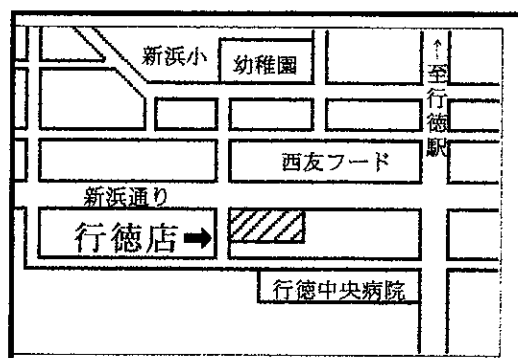 新浜小
幼稚園
↑至行徳駅
西友フード
新浜通り
行徳店➡
行徳中央病院